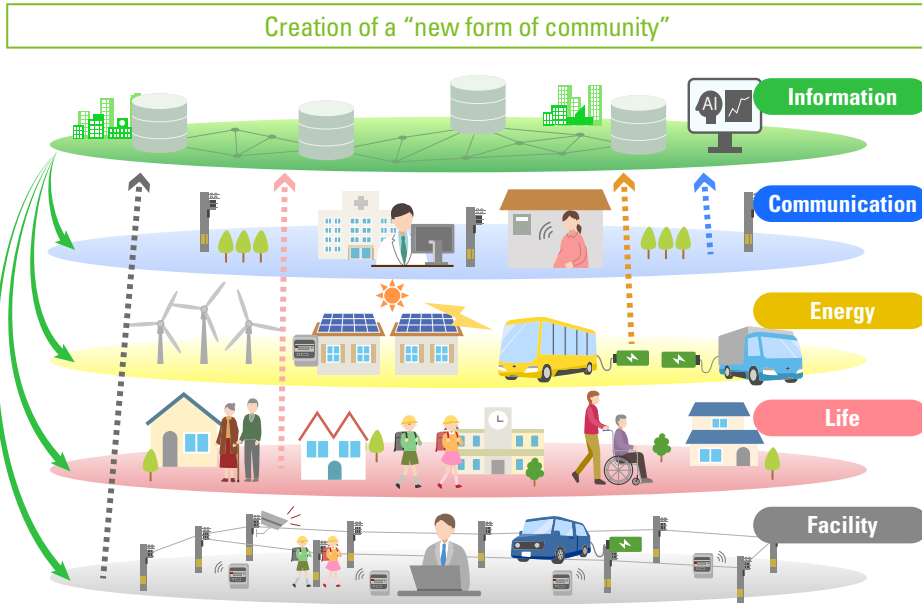 Creation of a “new form of community”
AI
Information
Communication
Energy
Life
Facility